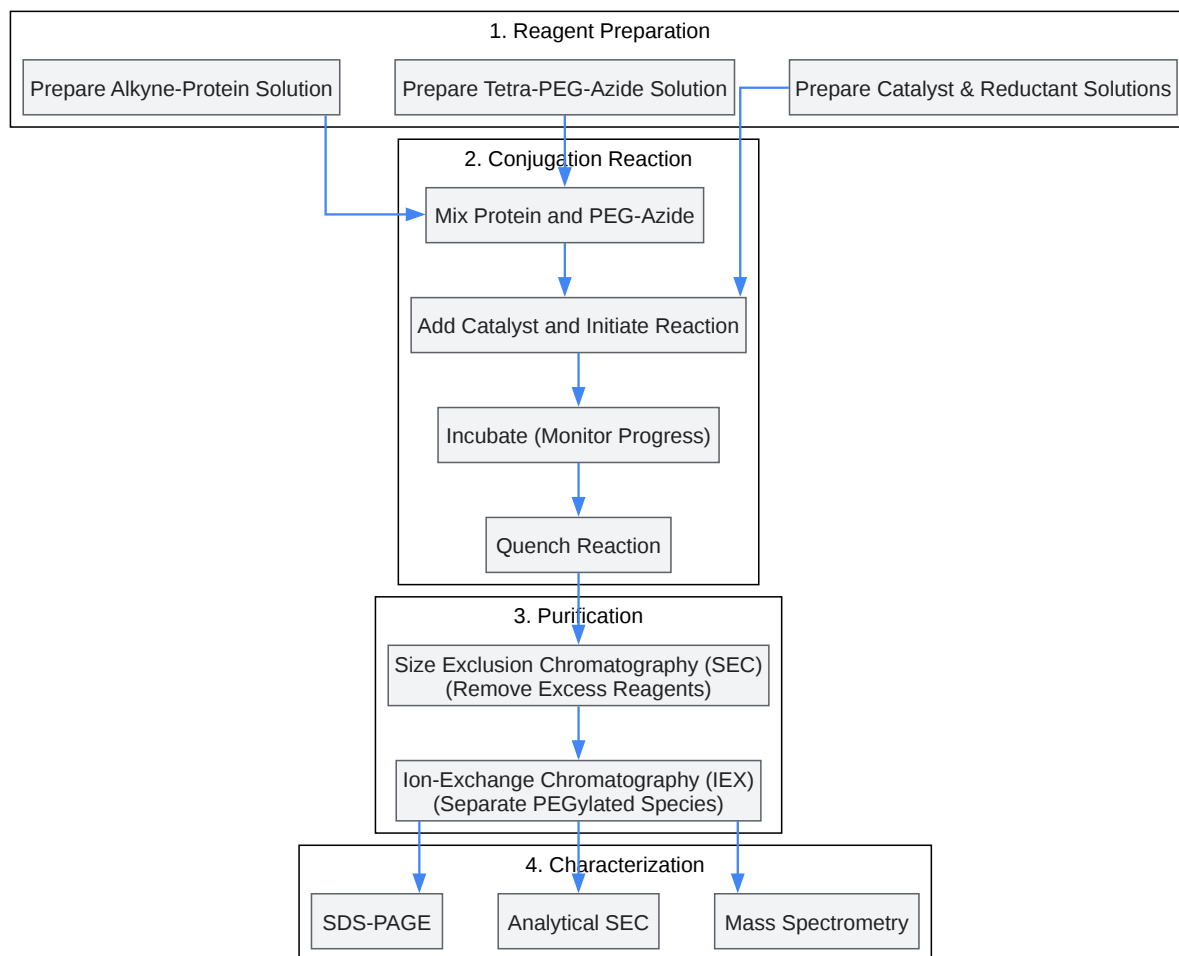 1. Reagent Preparation
Prepare Alkyne-Protein Solution
Prepare Tetra-PEG-Azide Solution
Prepare Catalyst & Reductant Solutions
2. Conjugation Reaction
Mix Protein and PEG-Azide
Add Catalyst and Initiate Reaction
Incubate (Monitor Progress)
Quench Reaction
3. Purification
Size Exclusion Chromatography (SEC)
(Remove Excess Reagents)
Ion-Exchange Chromatography (IEX)
(Separate PEGylated Species)
4. Characterization
SDS-PAGE
Analytical SEC
Mass Spectrometry